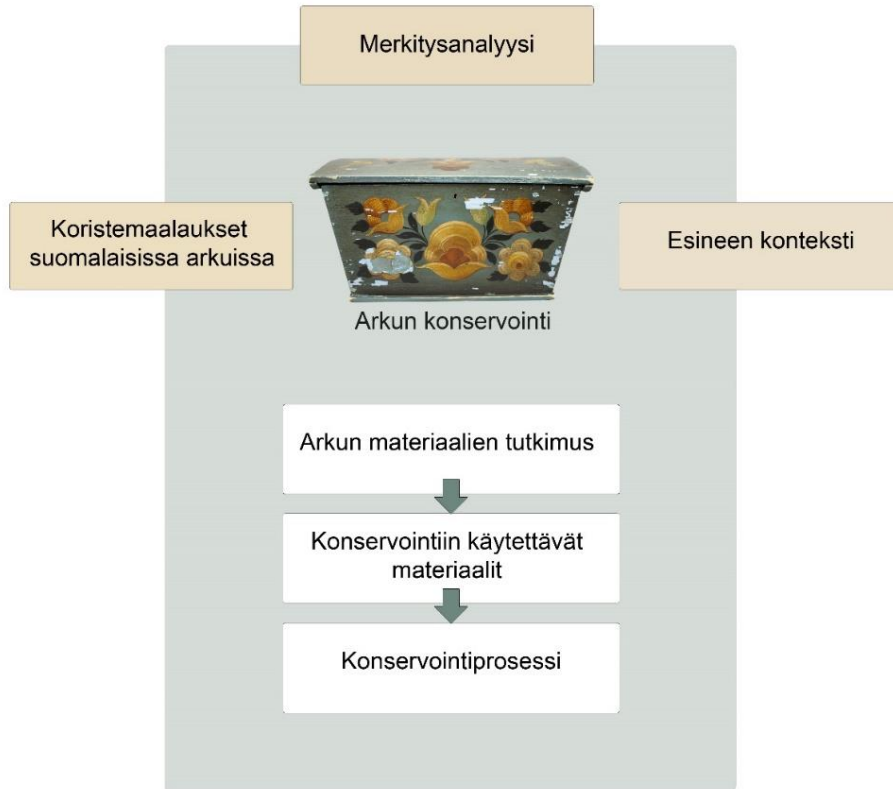 Merkitysanalyysi
Koristemaalaukset
suomalaisissa arkuissa
Esineen konteksti
Arkun konservointi
Arkun materiaalien tutkimus
Konservointiin käytettävät
materiaalit
Konservointiprosessi